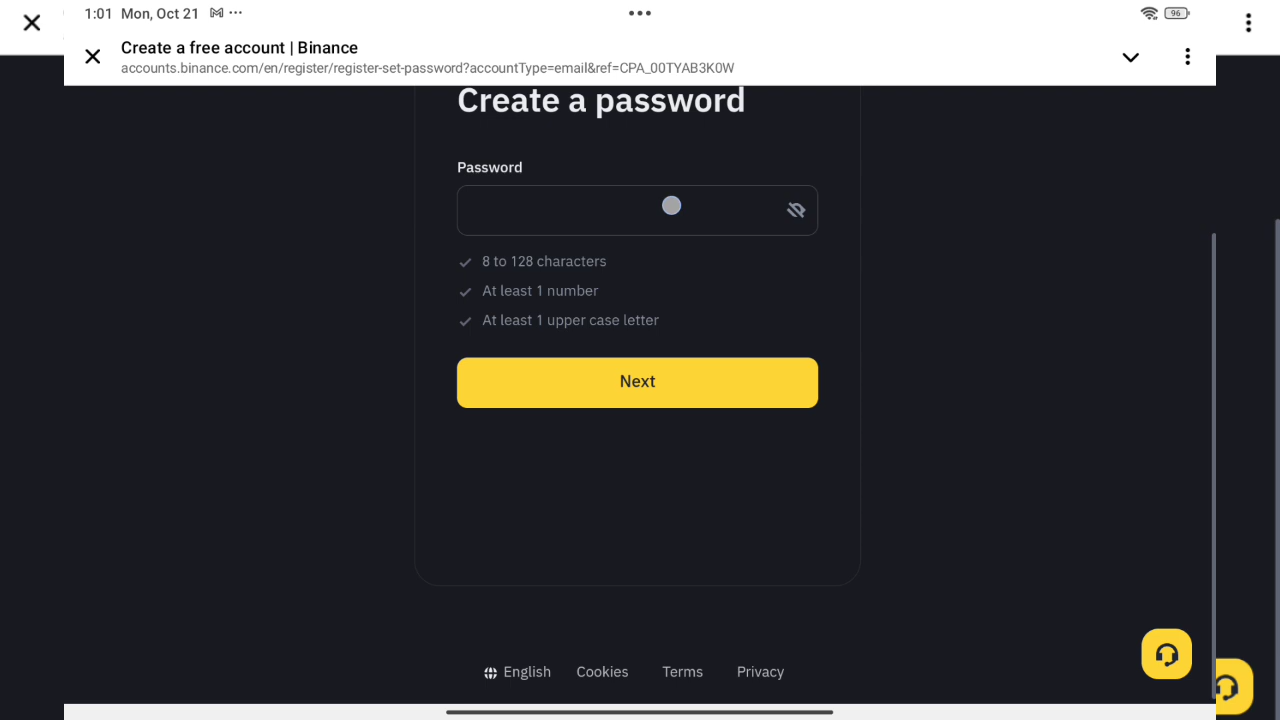 1:01 Mon, Oct 21 96
Create a free account | Binance
accounts.binance.com/en/register/register-set-password?accountType=email&ref=CPA_00TYAB3K0W
Create a password
Password
8 to 128 characters
At least 1 number
At least 1 upper case letter
Next
English Cookies Terms Privacy